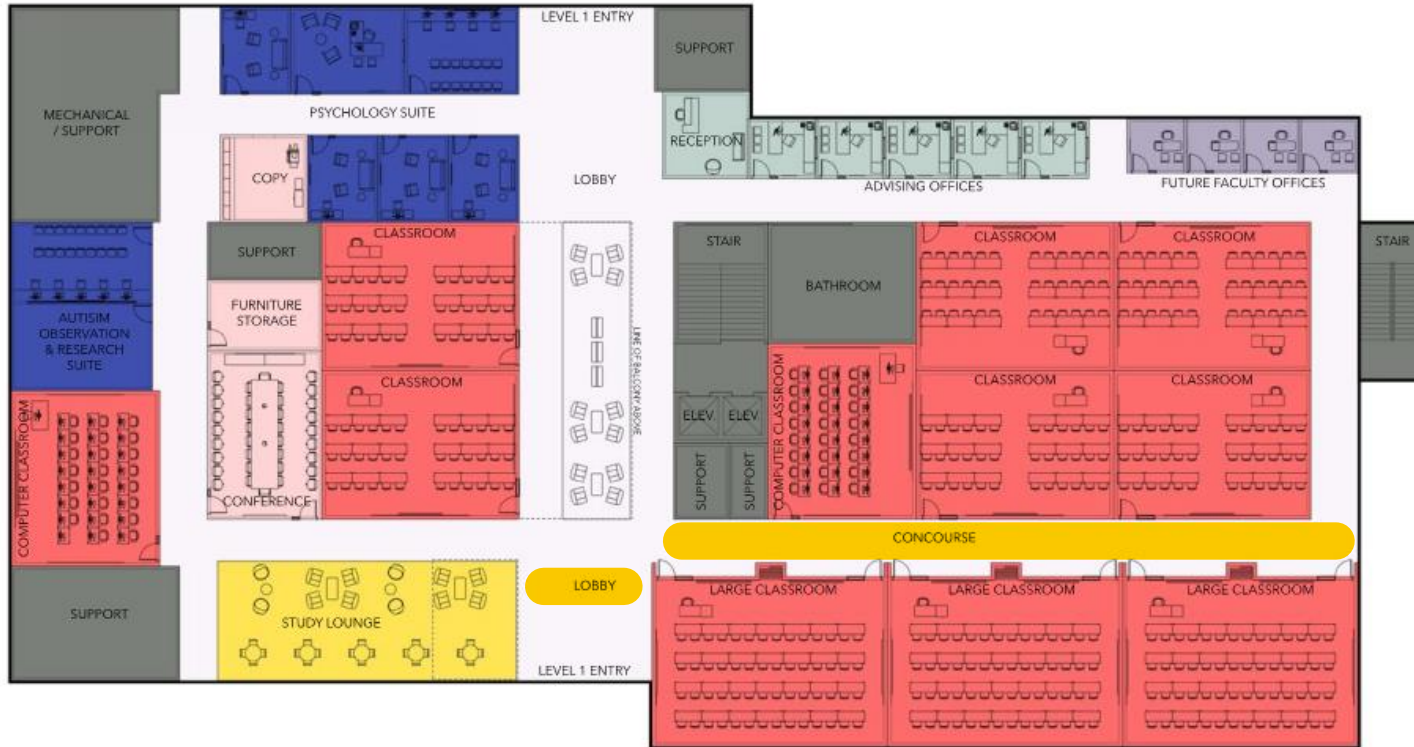 LEVEL 1 ENTRY
SUPPORT
MECHANICAL
/ SUPPORT
PSYCHOLOGY SUITE
RECEPTION
COPY
LOBBY
ADVISING OFFICES
FUTURE FACULTY OFFICES
CLASSROOM
CLASSROOM
CLASSROOM
STAIR
STAIR
SUPPORT
BATHROOM
FURNITURE
STORAGE
AUTISIM
OBSERVATION
& RESEARCH
SUITE
LINE OF BALCONY ABOVE
CLASSROOM
CLASSROOM
CLASSROOM
ELEV.
ELEV.
COMPUTER CLASSROOM
COMPUTER CLASSROOM
SUPPORT
SUPPORT
CONFERENCE
CONCOURSE
LOBBY
LARGE CLASSROOM
LARGE CLASSROOM
LARGE CLASSROOM
SUPPORT
STUDY LOUNGE
LEVEL 1 ENTRY